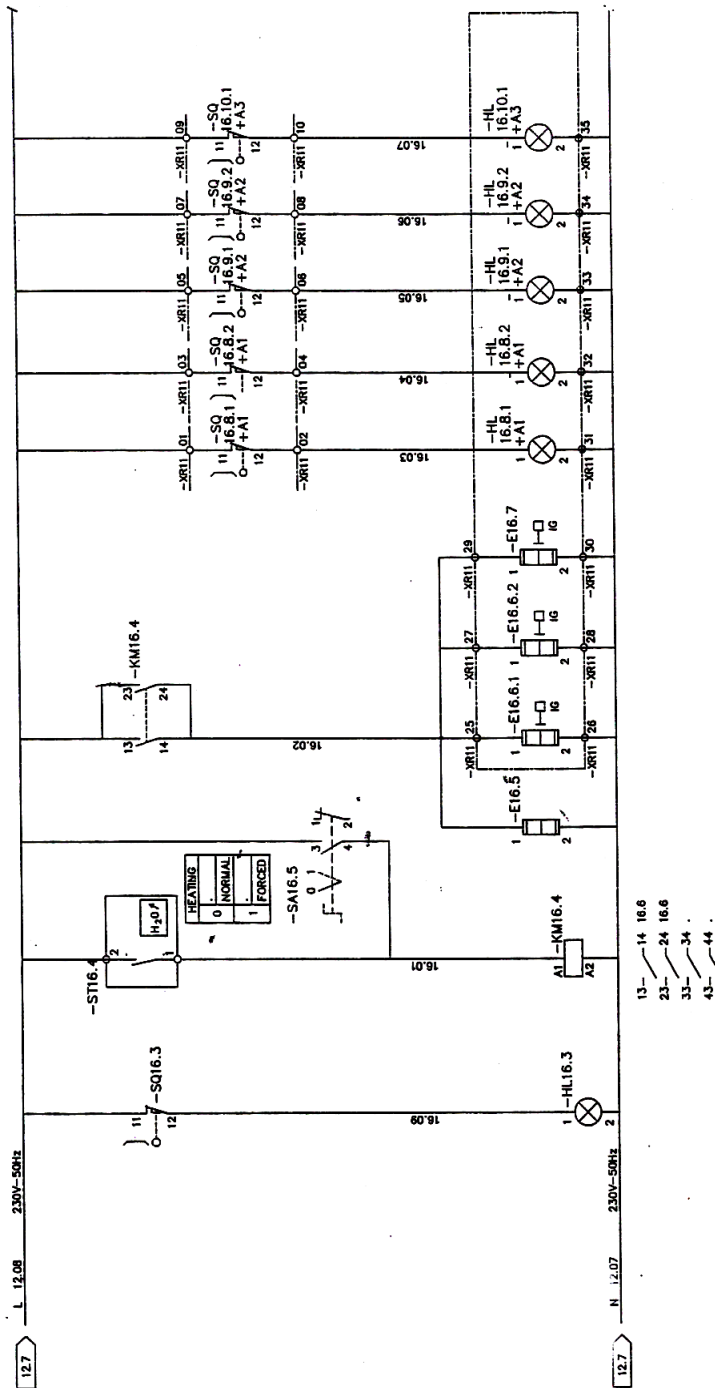 12.7
L 12.08 230V-50Hz
12.7
N 12.07 230V-50Hz
-SQ16.3
11
12
16.09
-HL16.3
1
2
-ST16.4
2
H2O
1
16.01
-KM16.4
A1
A2
13 14 16.6
23 24 16.6
33 34 .
43 44 .
HEATING
0 NORMAL
1 FORCED
-SA16.5
0 1
1
2
3
4
-KM16.4
13
14
23
24
16.02
-E16.5
1
2
-XR11 25
-E16.6.1
1
2
IG
-XR11 26
-XR11 27
-E16.6.2
1
2
IG
-XR11 28
-XR11 29
-E16.7
1
2
IG
-XR11 30
-XR11 01
-SQ
16.8.1
+A1
11
12
-XR11 02
16.03
-HL
16.8.1
+A1
1
2
-XR11 31
-XR11 03
-SQ
16.8.2
+A1
11
12
-XR11 04
16.04
-HL
16.8.2
+A1
1
2
-XR11 32
-XR11 05
-SQ
16.9.1
+A2
11
12
-XR11 06
16.05
-HL
16.9.1
+A2
1
2
-XR11 33
-XR11 07
-SQ
16.9.2
+A2
11
12
-XR11 08
16.06
-HL
16.9.2
+A2
1
2
-XR11 34
-XR11 09
-SQ
16.10.1
+A3
11
12
-XR11 10
16.07
-HL
16.10.1
+A3
1
2
-XR11 35